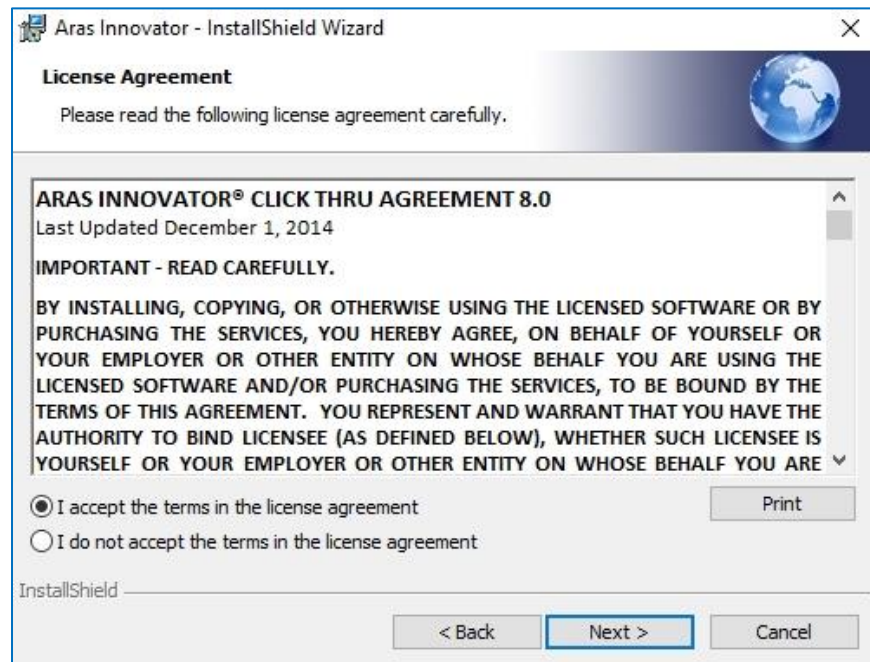 Aras Innovator - InstallShield Wizard
License Agreement
Please read the following license agreement carefully.
ARAS INNOVATOR® CLICK THRU AGREEMENT 8.0
Last Updated December 1, 2014
IMPORTANT - READ CAREFULLY.
BY INSTALLING, COPYING, OR OTHERWISE USING THE LICENSED SOFTWARE OR BY
PURCHASING THE SERVICES, YOU HEREBY AGREE, ON BEHALF OF YOURSELF OR
YOUR EMPLOYER OR OTHER ENTITY ON WHOSE BEHALF YOU ARE USING THE
LICENSED SOFTWARE AND/OR PURCHASING THE SERVICES, TO BE BOUND BY THE
TERMS OF THIS AGREEMENT. YOU REPRESENT AND WARRANT THAT YOU HAVE THE
AUTHORITY TO BIND LICENSEE (AS DEFINED BELOW), WHETHER SUCH LICENSEE IS
YOURSELF OR YOUR EMPLOYER OR OTHER ENTITY ON WHOSE BEHALF YOU ARE
I accept the terms in the license agreement
Print
I do not accept the terms in the license agreement
InstallShield
< Back
Next >
Cancel